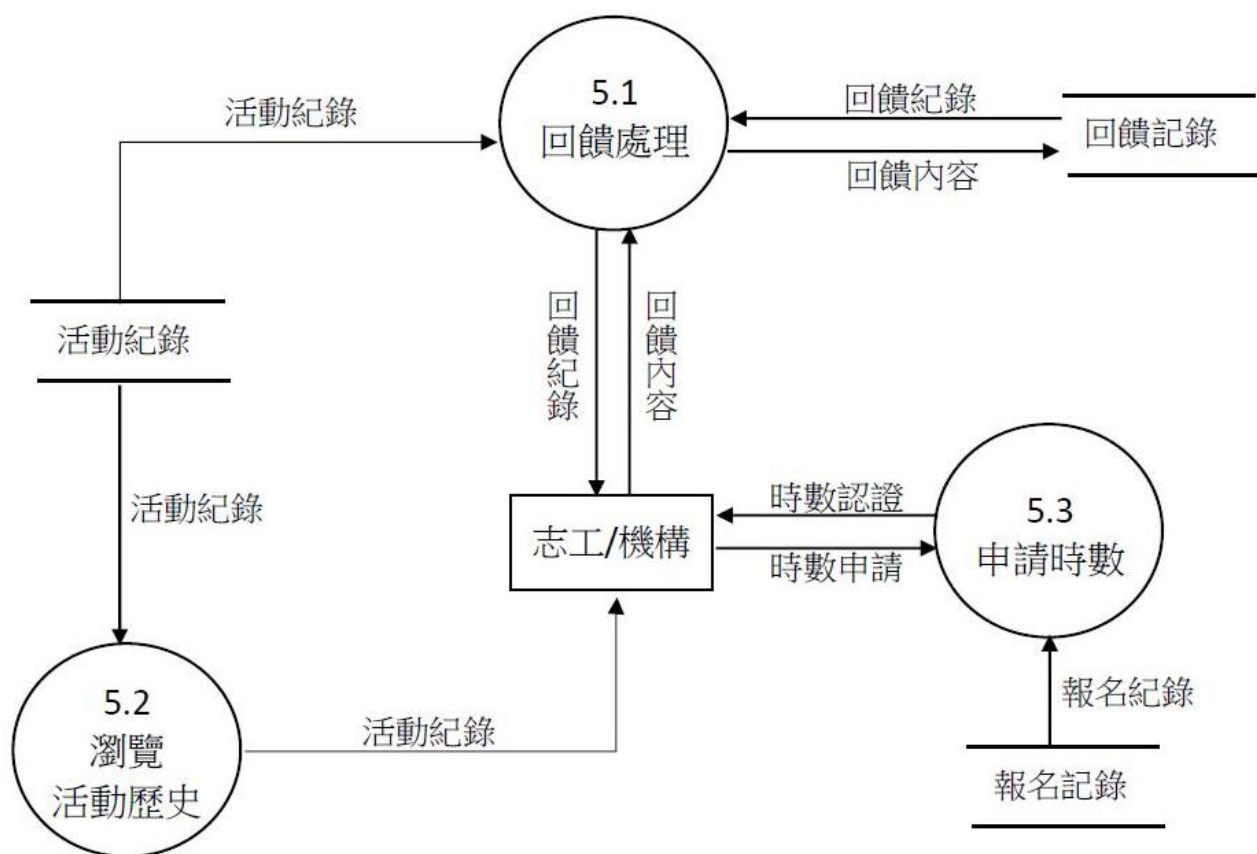 5.1
回饋處理
活動紀錄
回饋紀錄
回饋記錄
回饋內容
活動紀錄
回饋紀錄
回饋內容
活動紀錄
時數認證
志工/機構
時數申請
5.3
申請時數
5.2
瀏覽
活動歷史
活動紀錄
報名紀錄
報名記錄